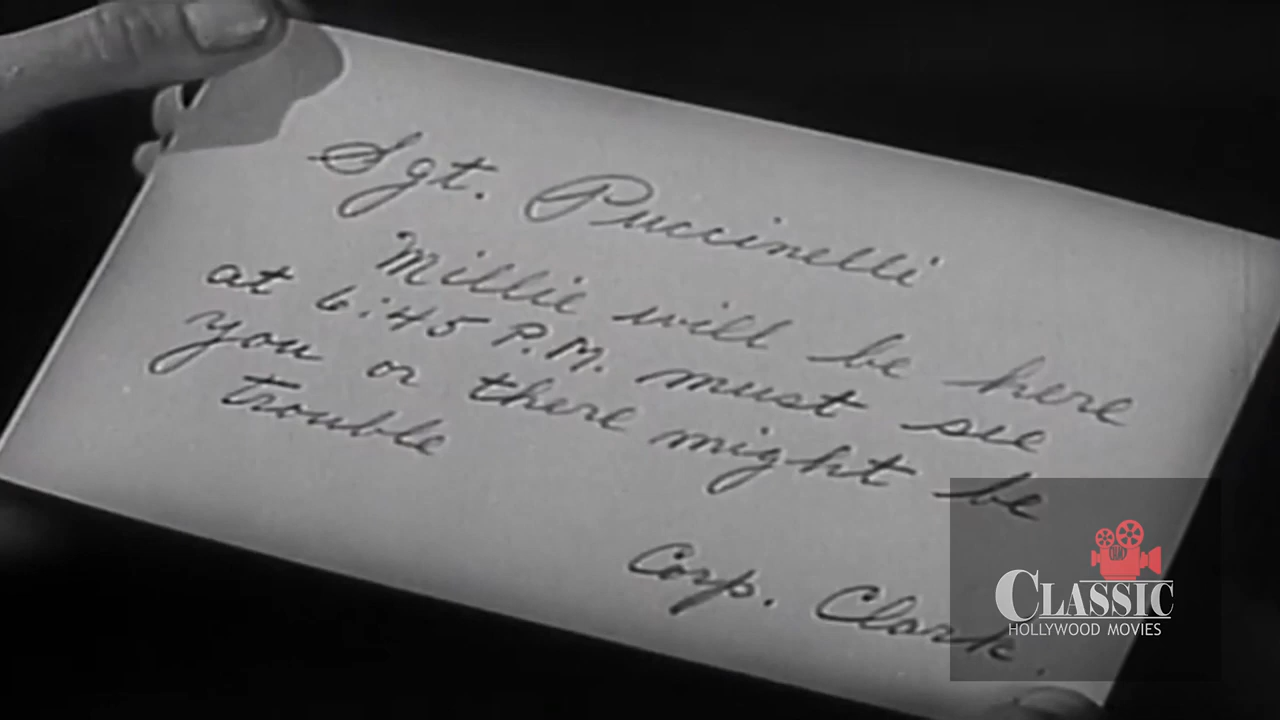 Sgt. Puccinelli
Millie will be here
at 6:45 P.M. must see
you or there might be
trouble
Corp. Clark.
CLASSIC
HOLLYWOOD MOVIES